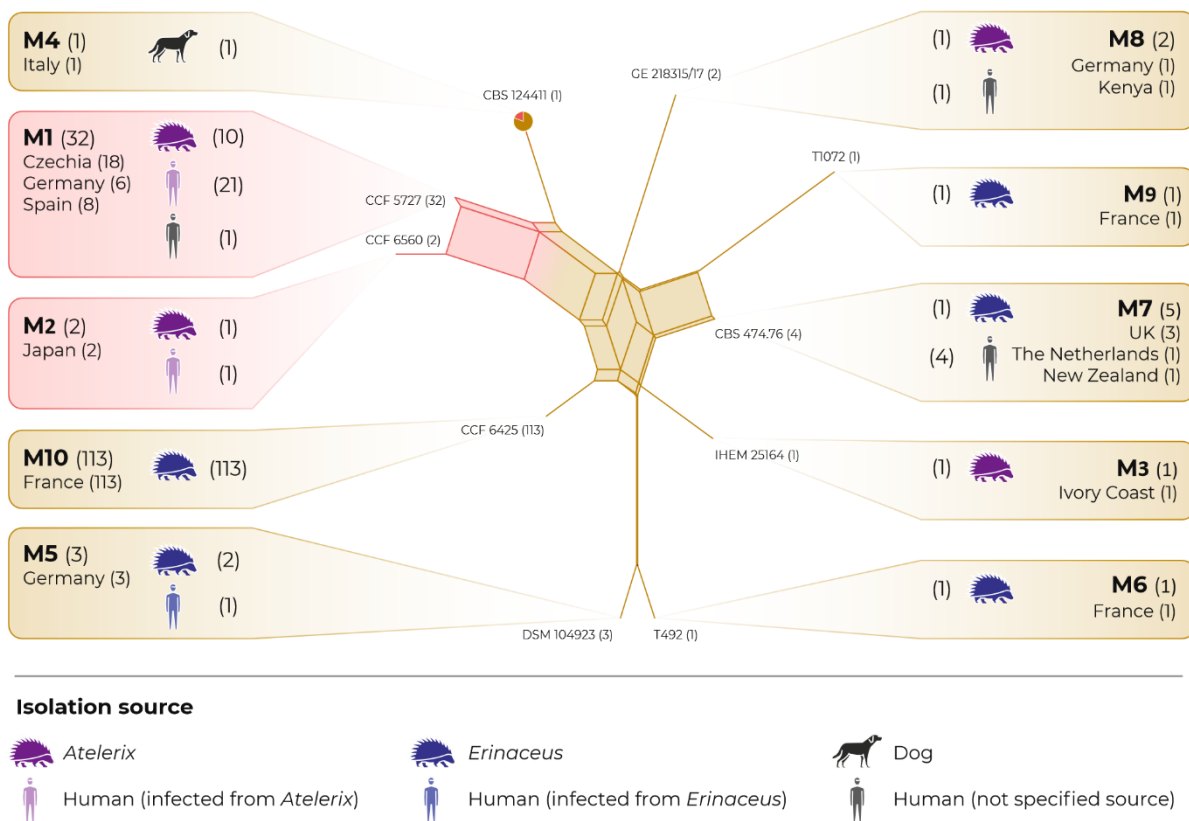 M4 (1)
Italy (1)
(1)
M1 (32)
Czechia (18)
Germany (6)
Spain (8)
(10)
(21)
(1)
M2 (2)
Japan (2)
(1)
(1)
M10 (113)
France (113)
(113)
M5 (3)
Germany (3)
(2)
(1)
CBS 124411 (1)
GE 218315/17 (2)
T1072 (1)
CCF 5727 (32)
CCF 6560 (2)
CBS 474.76 (4)
CCF 6425 (113)
IHEM 25164 (1)
DSM 104923 (3)
T492 (1)
(1)
(1)
M8 (2)
Germany (1)
Kenya (1)
(1)
M9 (1)
France (1)
(1)
(4)
M7 (5)
UK (3)
The Netherlands (1)
New Zealand (1)
(1)
M3 (1)
Ivory Coast (1)
(1)
M6 (1)
France (1)
Isolation source
Atelerix
Erinaceus
Dog
Human (infected from Atelerix)
Human (infected from Erinaceus)
Human (not specified source)